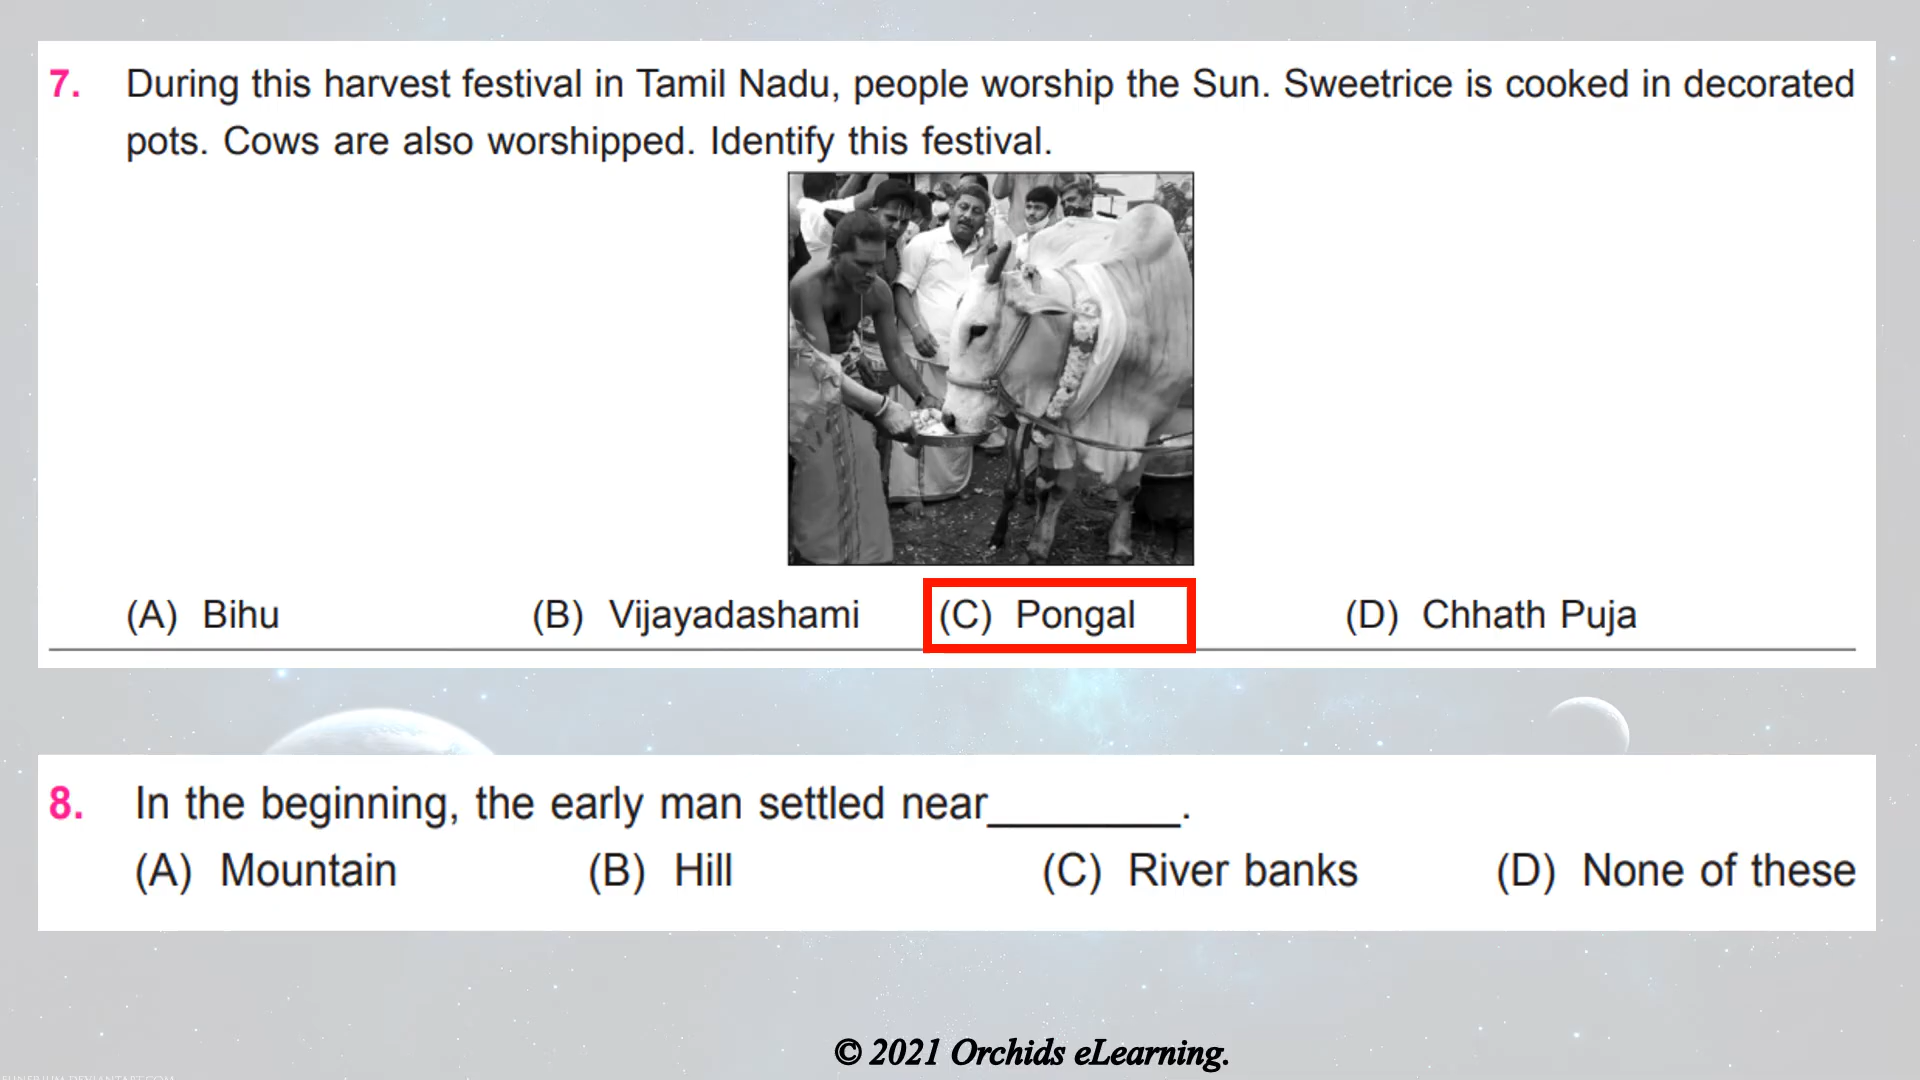 7. During this harvest festival in Tamil Nadu, people worship the Sun. Sweetrice is cooked in decorated
pots. Cows are also worshipped. Identify this festival.
(A) Bihu (B) Vijayadashami (C) Pongal (D) Chhath Puja
8. In the beginning, the early man settled near________.
(A) Mountain (B) Hill (C) River banks (D) None of these
© 2021 Orchids eLearning.